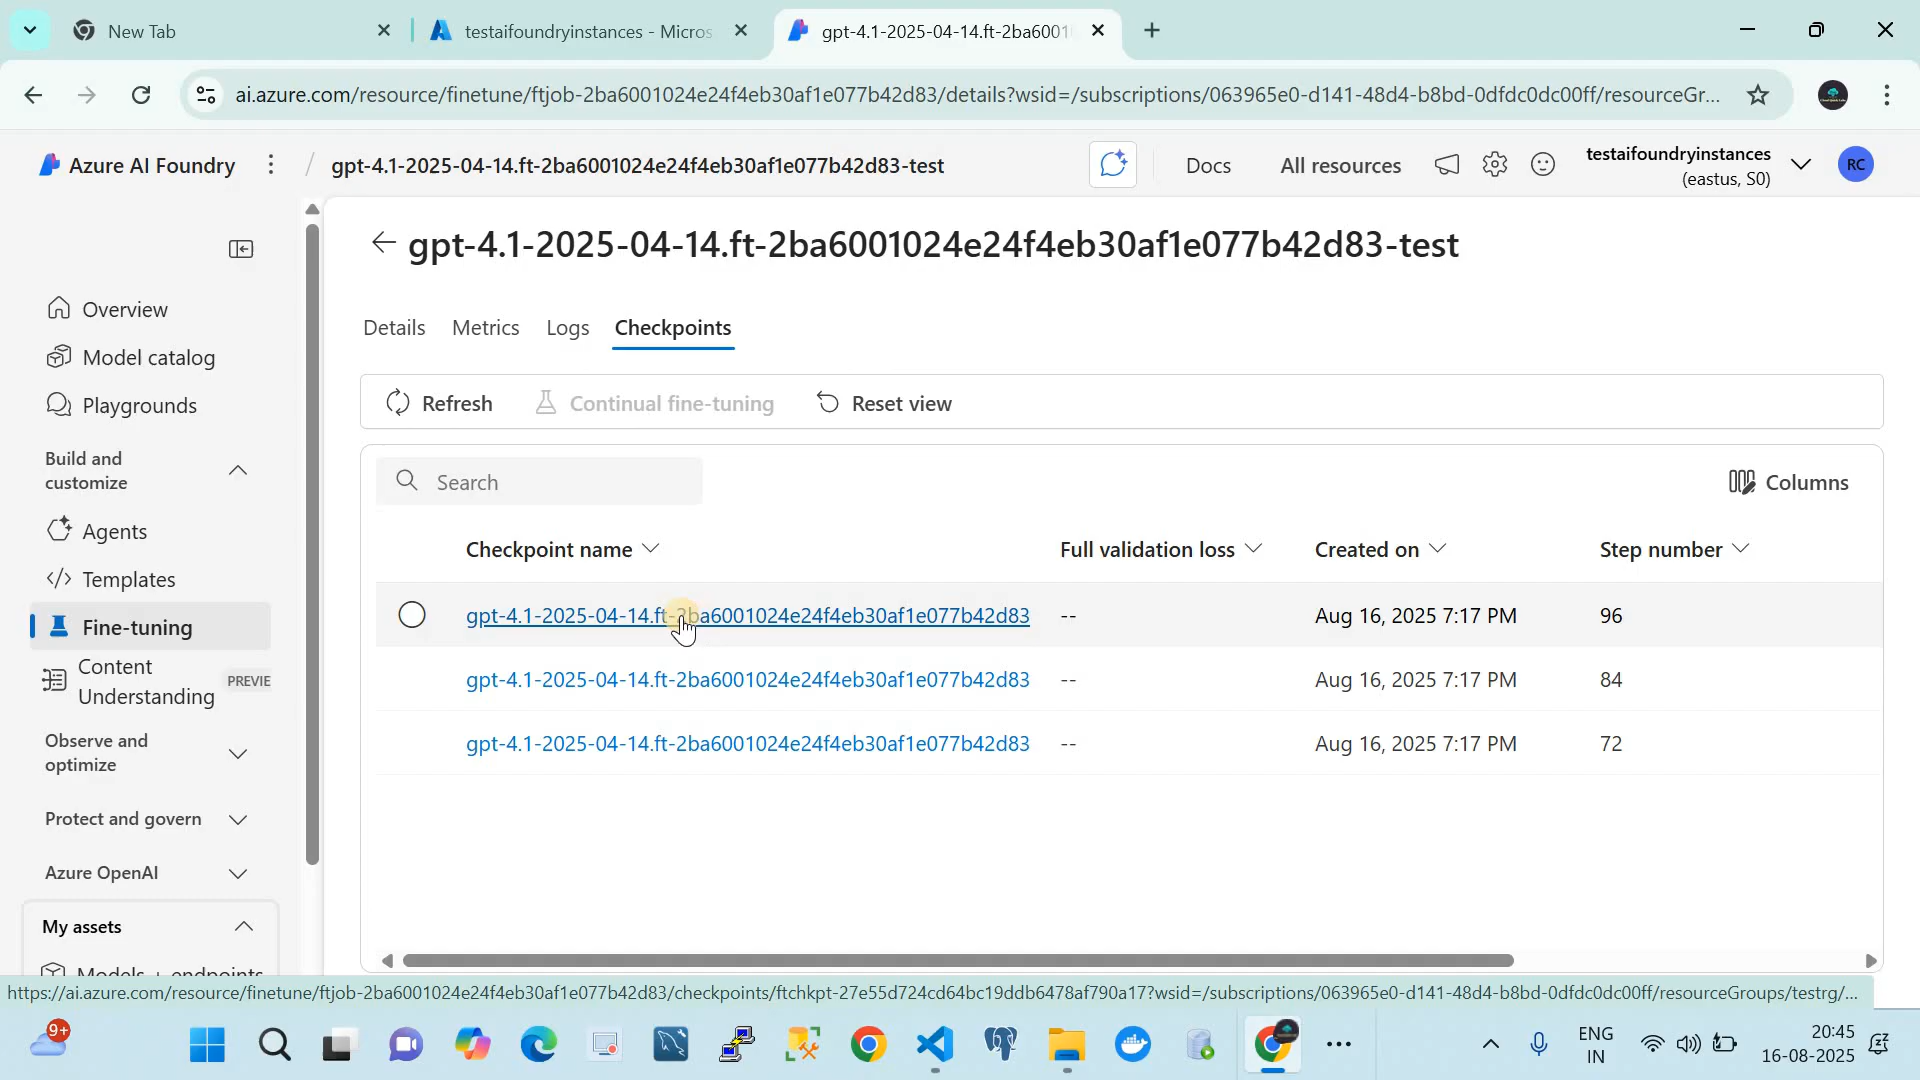 New Tab
testaifoundryinstances - Micros
gpt-4.1-2025-04-14.ft-2ba6001
ai.azure.com/resource/finetune/ftjob-2ba6001024e24f4eb30af1e077b42d83/details?wsid=/subscriptions/063965e0-d141-48d4-b8bd-0dfdc0dc00ff/resourceGr...
Azure AI Foundry
/ gpt-4.1-2025-04-14.ft-2ba6001024e24f4eb30af1e077b42d83-test
Docs
All resources
testaifoundryinstances
(eastus, S0)
RC
gpt-4.1-2025-04-14.ft-2ba6001024e24f4eb30af1e077b42d83-test
Overview
Model catalog
Playgrounds
Build and
customize
Agents
Templates
Fine-tuning
Content
Understanding
PREVIE
Observe and
optimize
Protect and govern
Azure OpenAI
My assets
Models + endpoints
Details Metrics Logs Checkpoints
Refresh Continual fine-tuning Reset view
Search
Columns
Checkpoint name Full validation loss Created on Step number
gpt-4.1-2025-04-14.ft-2ba6001024e24f4eb30af1e077b42d83 -- Aug 16, 2025 7:17 PM 96
gpt-4.1-2025-04-14.ft-2ba6001024e24f4eb30af1e077b42d83 -- Aug 16, 2025 7:17 PM 84
gpt-4.1-2025-04-14.ft-2ba6001024e24f4eb30af1e077b42d83 -- Aug 16, 2025 7:17 PM 72
https://ai.azure.com/resource/finetune/ftjob-2ba6001024e24f4eb30af1e077b42d83/checkpoints/ftchkpt-27e55d724cd64bc19ddb6478af790a17?wsid=/subscriptions/063965e0-d141-48d4-b8bd-0dfdc0dc00ff/resourceGroups/testrg/...
9+
ENG
IN
20:45
16-08-2025